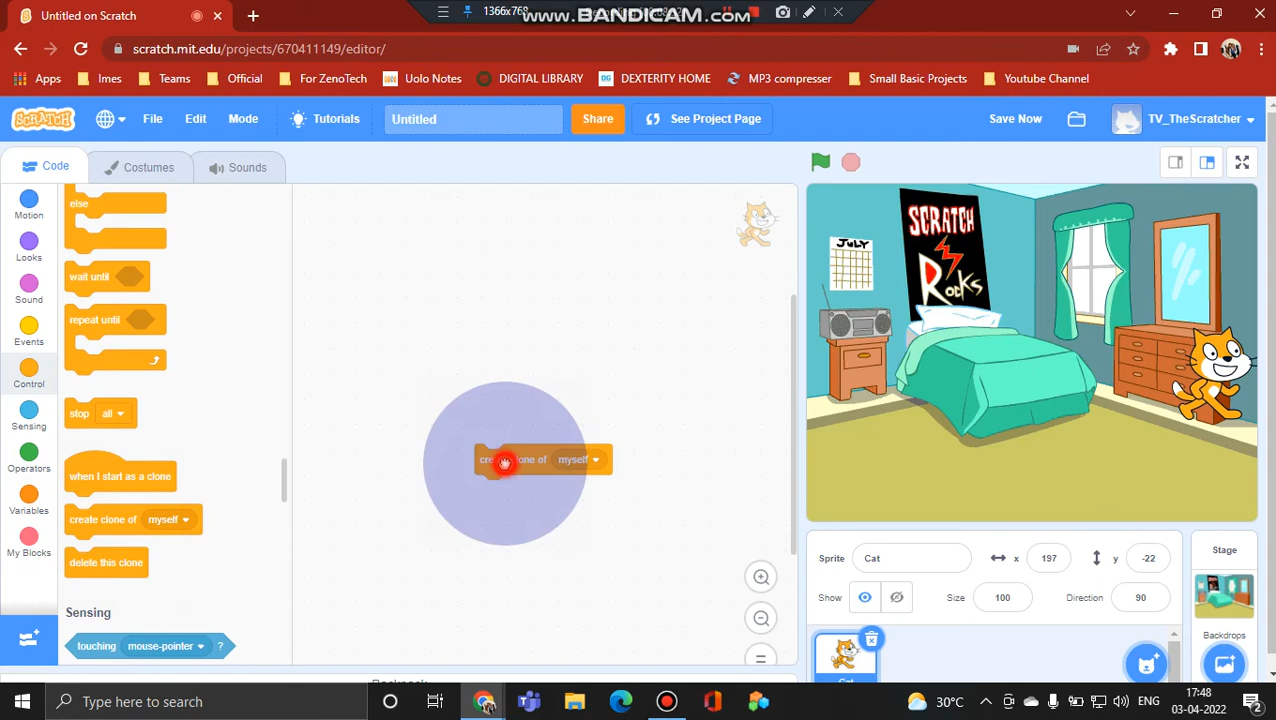 Untitled on Scratch
1366x768
www.BANDICAM.com
scratch.mit.edu/projects/670411149/editor/
Apps
Imes
Teams
Official
For ZenoTech
Uolo Notes
DIGITAL LIBRARY
DG
DEXTERITY HOME
MP3 compresser
Small Basic Projects
Youtube Channel
SCRATCH
File
Edit
Mode
Tutorials
Untitled
Share
See Project Page
Save Now
TV_TheScratcher
Code
Costumes
Sounds
Motion
Looks
Sound
Events
Control
Sensing
Operators
Variables
My Blocks
else
wait until
repeat until
stop all
when I start as a clone
create clone of myself
delete this clone
Sensing
touching mouse-pointer ?
myself
JULY
SCRATCH
Rocks
Sprite
Cat
x
197
y
-22
Show
Size
100
Direction
90
Stage
Backdrops
Type here to search
30°C
ENG
17:48
03-04-2022
2